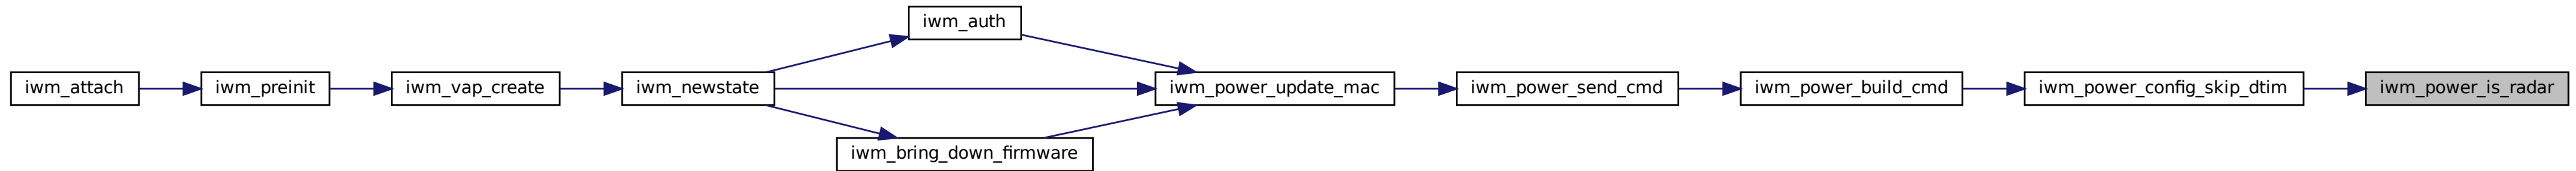 iwm_auth
iwm_attach
iwm_preinit
iwm_vap_create
iwm_newstate
iwm_power_update_mac
iwm_power_send_cmd
iwm_power_build_cmd
iwm_power_config_skip_dtim
iwm_power_is_radar
iwm_bring_down_firmware